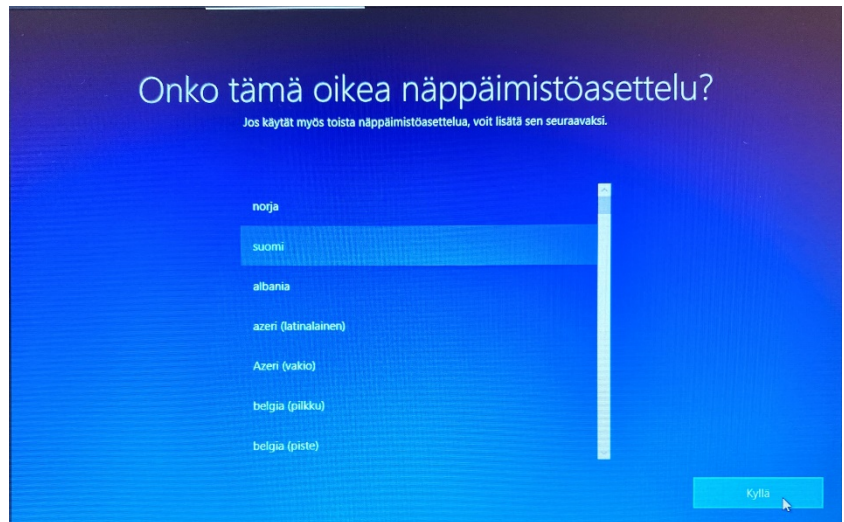 Onko tämä oikea näppäimistöasettelu?
Jos käytät myös toista näppäimistöasettelua, voit lisätä sen seuraavaksi.
norja
suomi
albania
azeri (latinalainen)
Azeri (vakio)
belgia (pilkku)
belgia (piste)
Kyllä